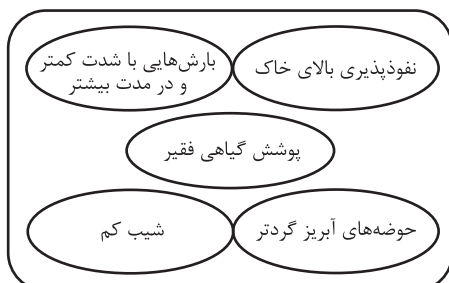 نفوذپذیری بالای خاک
بارش‌هایی با شدت کمتر
و در مدت بیشتر
پوشش گیاهی فقیر
حوضه‌های آبریز گردتر
شیب کم